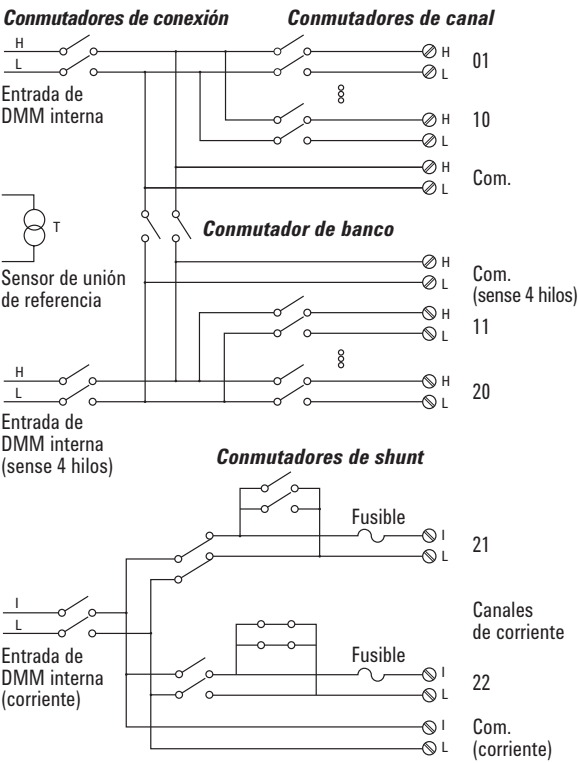 Conmutadores de conexión
Conmutadores de canal
H
L
H
L
01
Entrada de
DMM interna
H
L
10
H
L
Com.
T
Conmutador de banco
Sensor de unión
de referencia
H
L
Com.
(sense 4 hilos)
H
L
11
H
L
H
L
20
Entrada de
DMM interna
(sense 4 hilos)
Conmutadores de shunt
Fusible
I
L
21
I
L
Canales
de corriente
Entrada de
DMM interna
(corriente)
Fusible
I
L
22
I
L
Com.
(corriente)